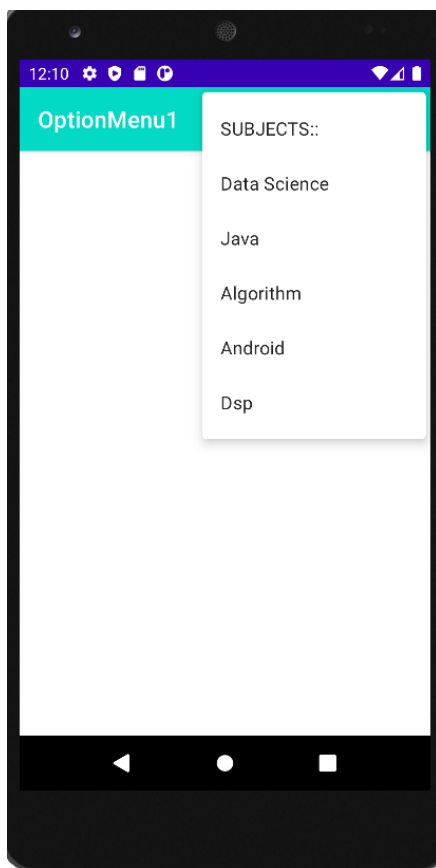 12:10
OptionMenu1
SUBJECTS::
Data Science
Java
Algorithm
Android
Dsp